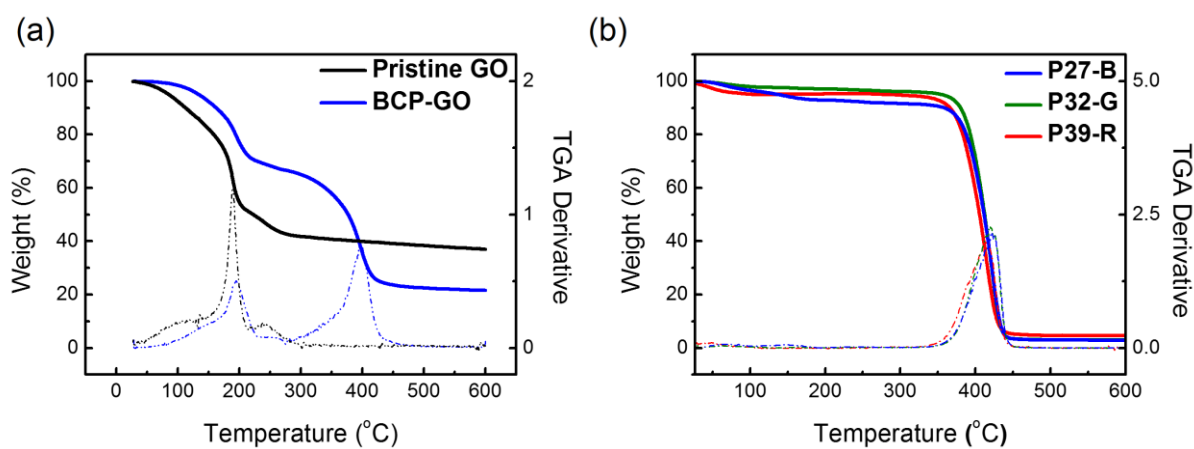 (a)
Pristine GO
BCP-GO
100
80
60
40
20
0
2
1
0
Weight (%)
TGA Derivative
0
100
200
300
400
500
600
Temperature (°C)
(b)
P27-B
P32-G
P39-R
100
80
60
40
20
0
5.0
2.5
0.0
Weight (%)
TGA Derivative
100
200
300
400
500
600
Temperature (°C)